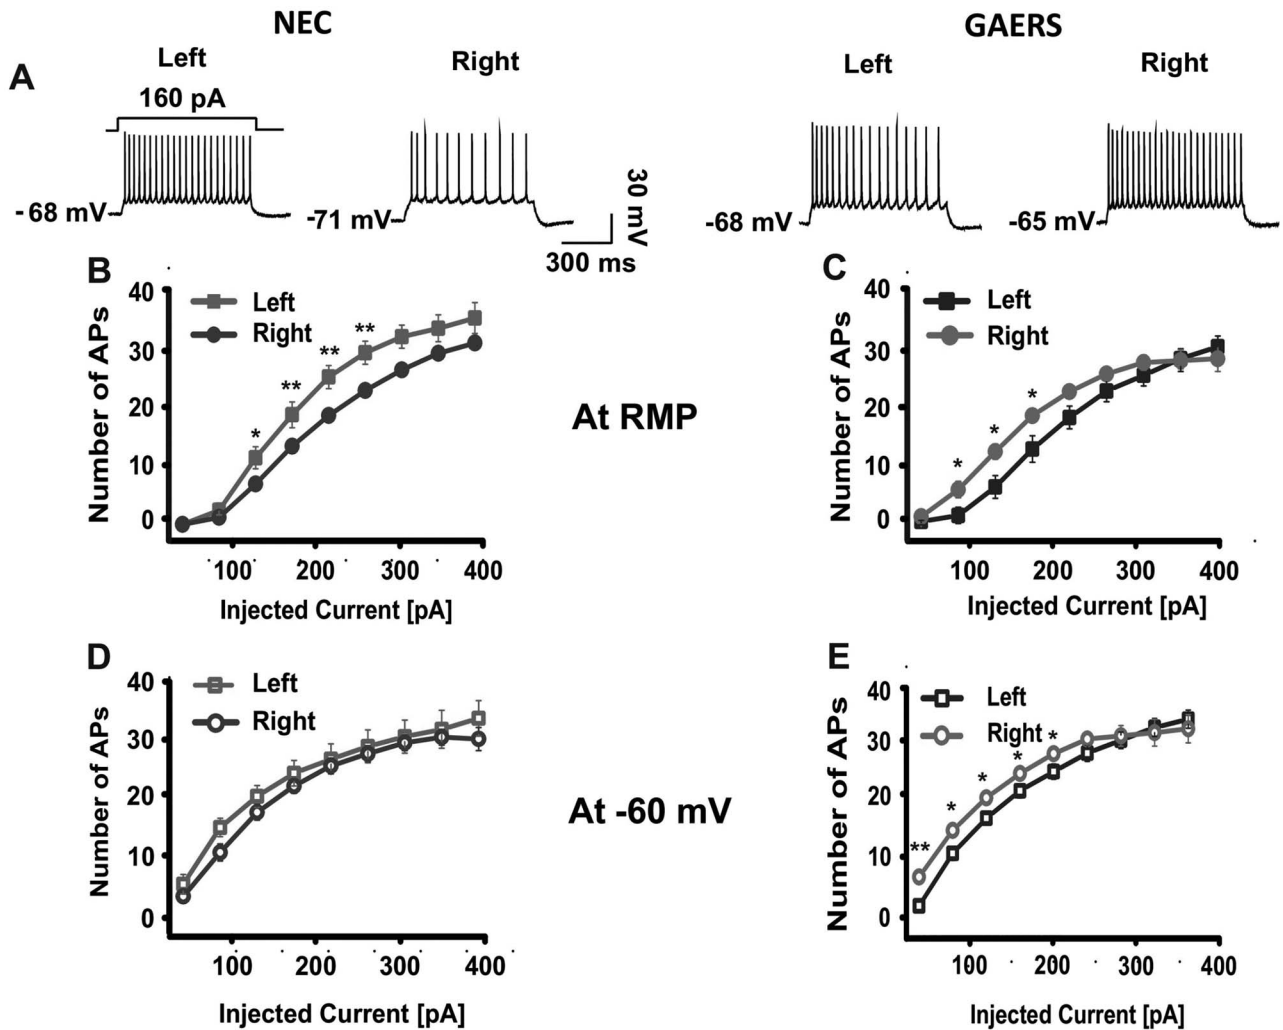 NEC
GAERS
A
Left
Right
Left
Right
160 pA
-68 mV
-71 mV
30 mV
300 ms
-68 mV
-65 mV
B
Number of APs
40
30
20
10
0
Left
Right
*
**
**
**
100 200 300 400
Injected Current [pA]
At RMP
C
Number of APs
40
30
20
10
0
Left
Right
*
*
*
100 200 300 400
Injected Current [pA]
D
Number of APs
40
30
20
10
0
Left
Right
100 200 300 400
Injected Current [pA]
At -60 mV
E
Number of APs
40
30
20
10
0
Left
Right
**
*
*
*
*
100 200 300 400
Injected Current [pA]